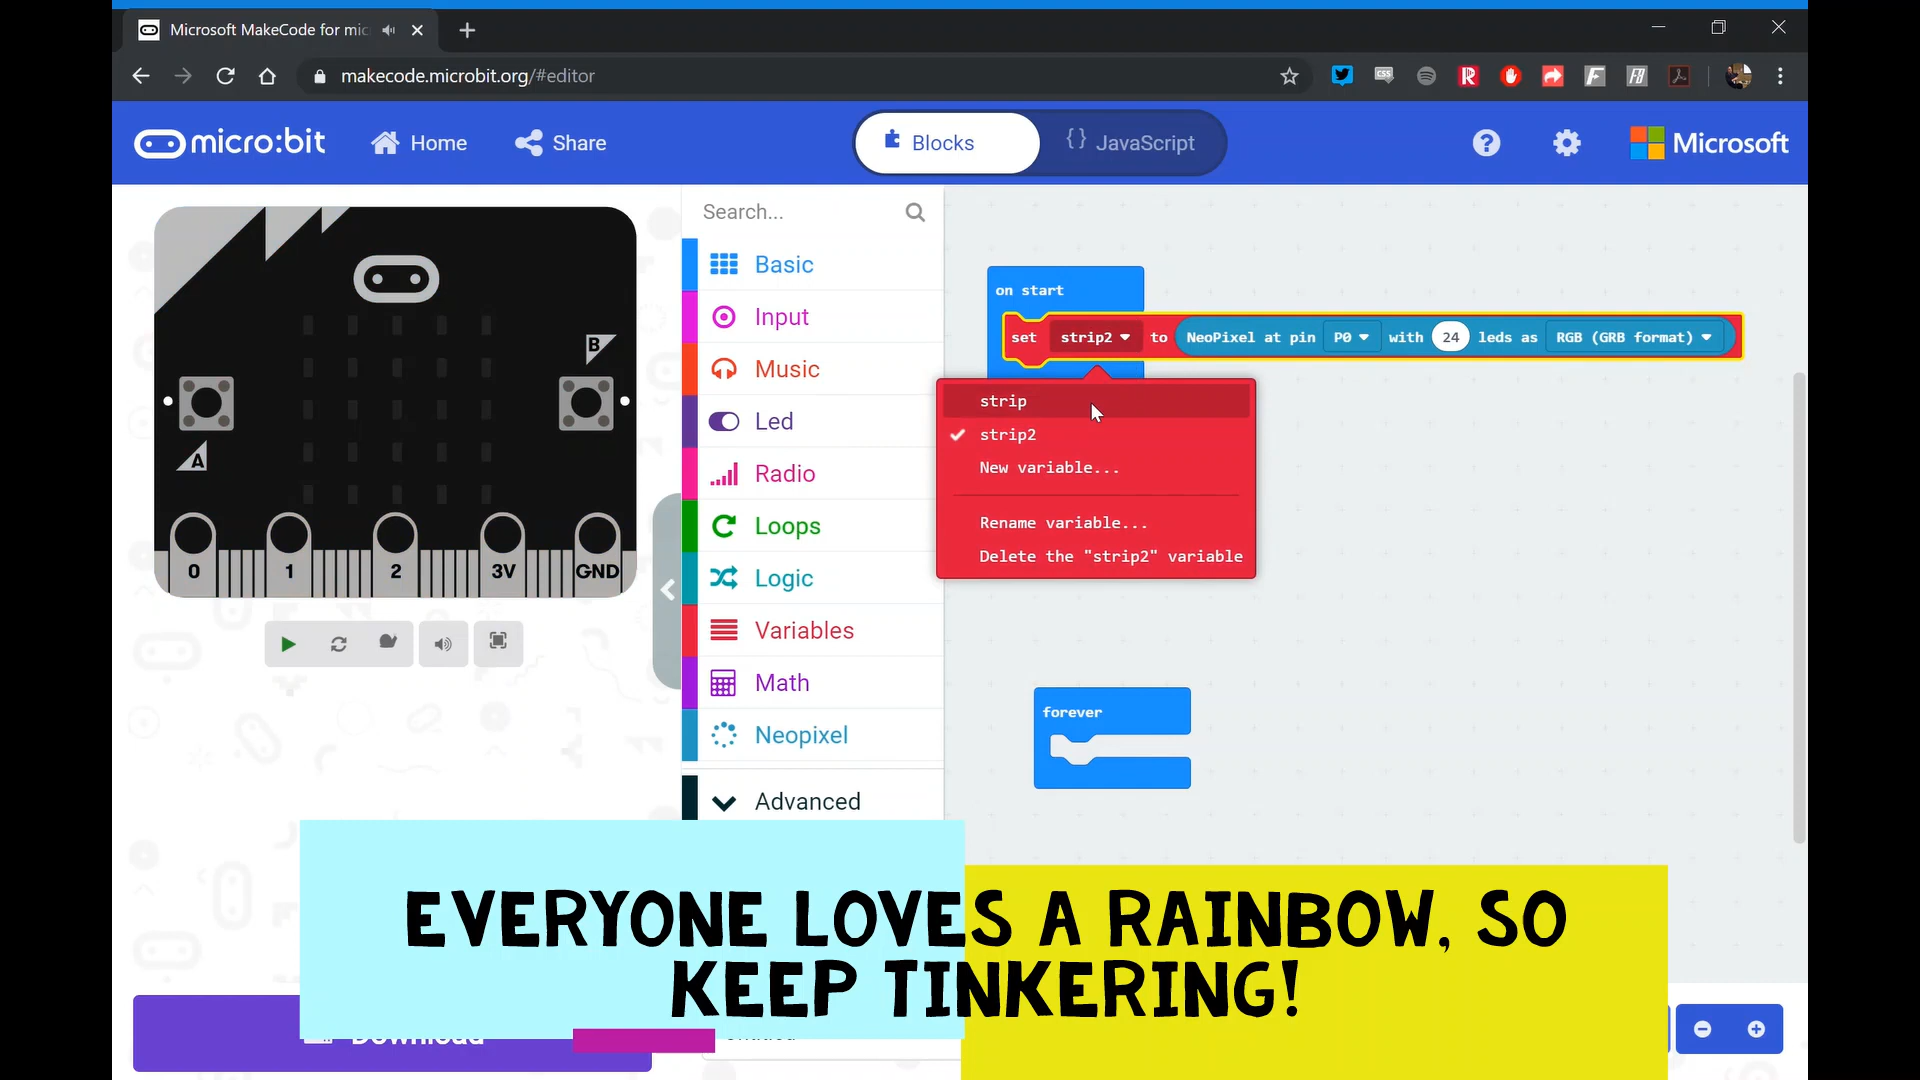 Microsoft MakeCode for mic
makecode.microbit.org/#editor
CSS
F
FB
micro:bit
Home
Share
Blocks
{} JavaScript
?
Microsoft
Search...
Basic
Input
Music
Led
Radio
Loops
Logic
Variables
Math
Neopixel
Advanced
B
A
0
1
2
3V
GND
on start
set strip2 to NeoPixel at pin P0 with 24 leds as RGB (GRB format)
strip
strip2
New variable...
Rename variable...
Delete the "strip2" variable
forever
EVERYONE LOVES A RAINBOW, SO
KEEP TINKERING!
Download